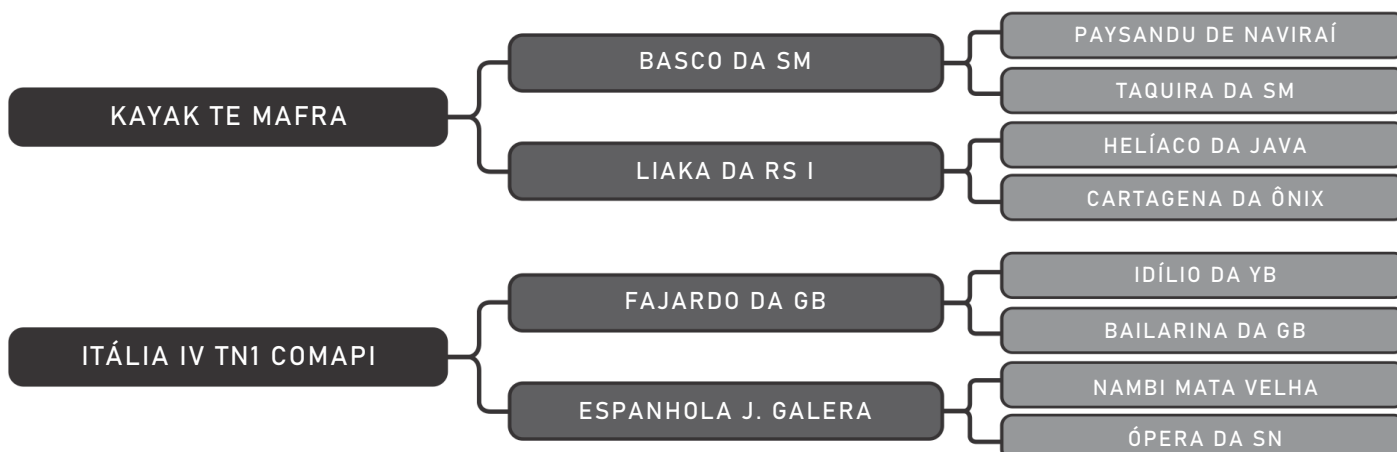 KAYAK TE MAFRA
BASCO DA SM
PAYSANDU DE NAVIRAÍ
TAQUIRA DA SM
LIAKA DA RS I
HELÍACO DA JAVA
CARTAGENA DA ÔNIX
ITÁLIA IV TN1 COMAPI
FAJARDO DA GB
IDÍLIO DA YB
BAILARINA DA GB
ESPANHOLA J. GALERA
NAMBI MATA VELHA
ÓPERA DA SN